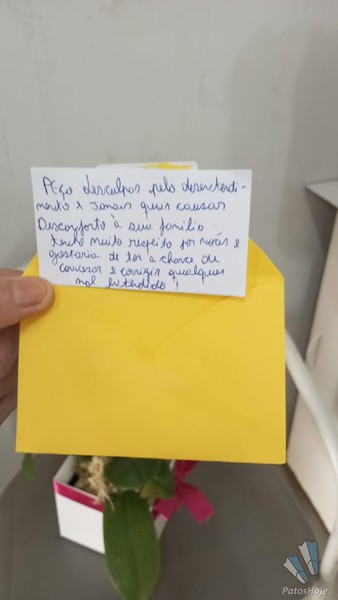 Peço desculpas pelo desentendi-
mento e jamais quis causar
Desconforto à sua família.
tenho muito respeito por vocês e
gostaria de ter a chance de
conversar e corrigir qualquer
mal entendido!
PatosHoje